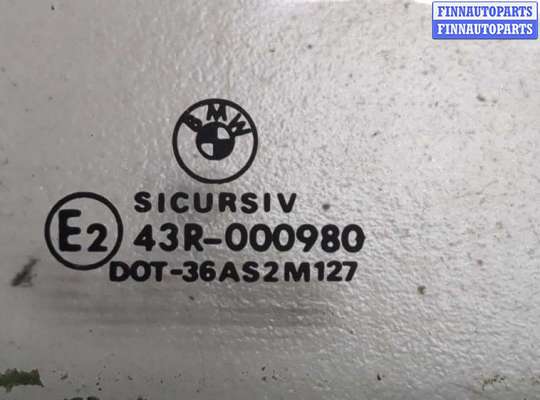 FINNAUTOPARTS
FINNAUTOPARTS
BMW
SICURSIV
E2 43R-000980
DOT-36AS2M127